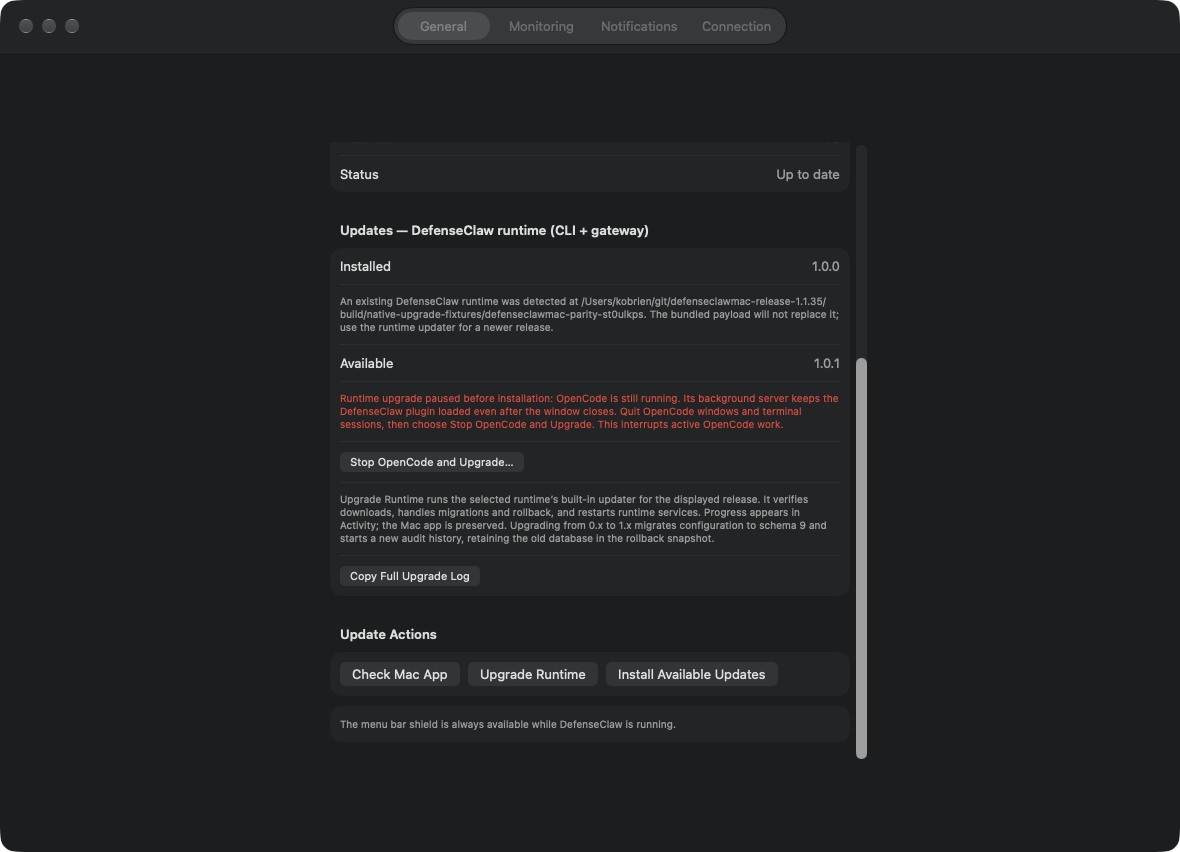 General Monitoring Notifications Connection
Status Up to date
Updates — DefenseClaw runtime (CLI + gateway)
Installed 1.0.0
An existing DefenseClaw runtime was detected at /Users/kobrien/git/defenseclawmac-release-1.1.35/
build/native-upgrade-fixtures/defenseclawmac-parity-st0ulkps. The bundled payload will not replace it;
use the runtime updater for a newer release.
Available 1.0.1
Runtime upgrade paused before installation: OpenCode is still running. Its background server keeps the
DefenseClaw plugin loaded even after the window closes. Quit OpenCode windows and terminal
sessions, then choose Stop OpenCode and Upgrade. This interrupts active OpenCode work.
Stop OpenCode and Upgrade...
Upgrade Runtime runs the selected runtime's built-in updater for the displayed release. It verifies
downloads, handles migrations and rollback, and restarts runtime services. Progress appears in
Activity; the Mac app is preserved. Upgrading from 0.x to 1.x migrates configuration to schema 9 and
starts a new audit history, retaining the old database in the rollback snapshot.
Copy Full Upgrade Log
Update Actions
Check Mac App Upgrade Runtime Install Available Updates
The menu bar shield is always available while DefenseClaw is running.